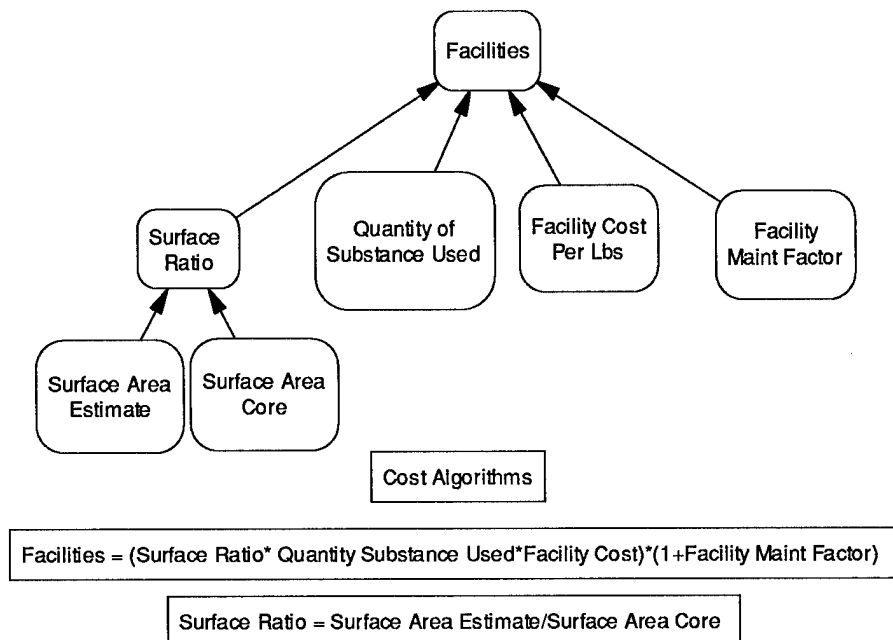 Facilities
Surface
Ratio
Quantity of
Substance Used
Facility Cost
Per Lbs
Facility
Maint Factor
Surface Area
Estimate
Surface Area
Core
Cost Algorithms
Facilities = (Surface Ratio* Quantity Substance Used*Facility Cost)*(1+Facility Maint Factor)
Surface Ratio = Surface Area Estimate/Surface Area Core